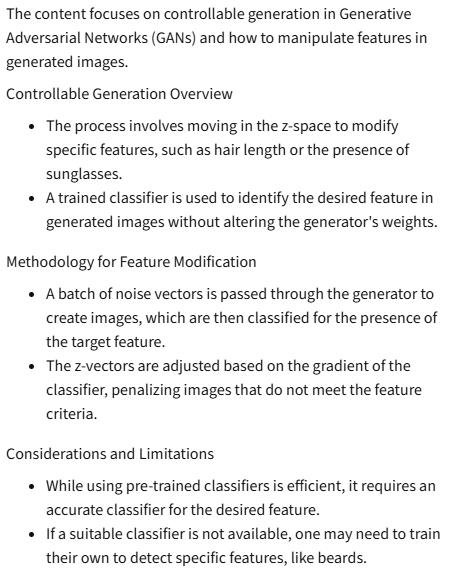 The content focuses on controllable generation in Generative
Adversarial Networks (GANs) and how to manipulate features in
generated images.
Controllable Generation Overview
• The process involves moving in the z-space to modify
specific features, such as hair length or the presence of
sunglasses.
• A trained classifier is used to identify the desired feature in
generated images without altering the generator's weights.
Methodology for Feature Modification
• A batch of noise vectors is passed through the generator to
create images, which are then classified for the presence of
the target feature.
• The z-vectors are adjusted based on the gradient of the
classifier, penalizing images that do not meet the feature
criteria.
Considerations and Limitations
• While using pre-trained classifiers is efficient, it requires an
accurate classifier for the desired feature.
• If a suitable classifier is not available, one may need to train
their own to detect specific features, like beards.